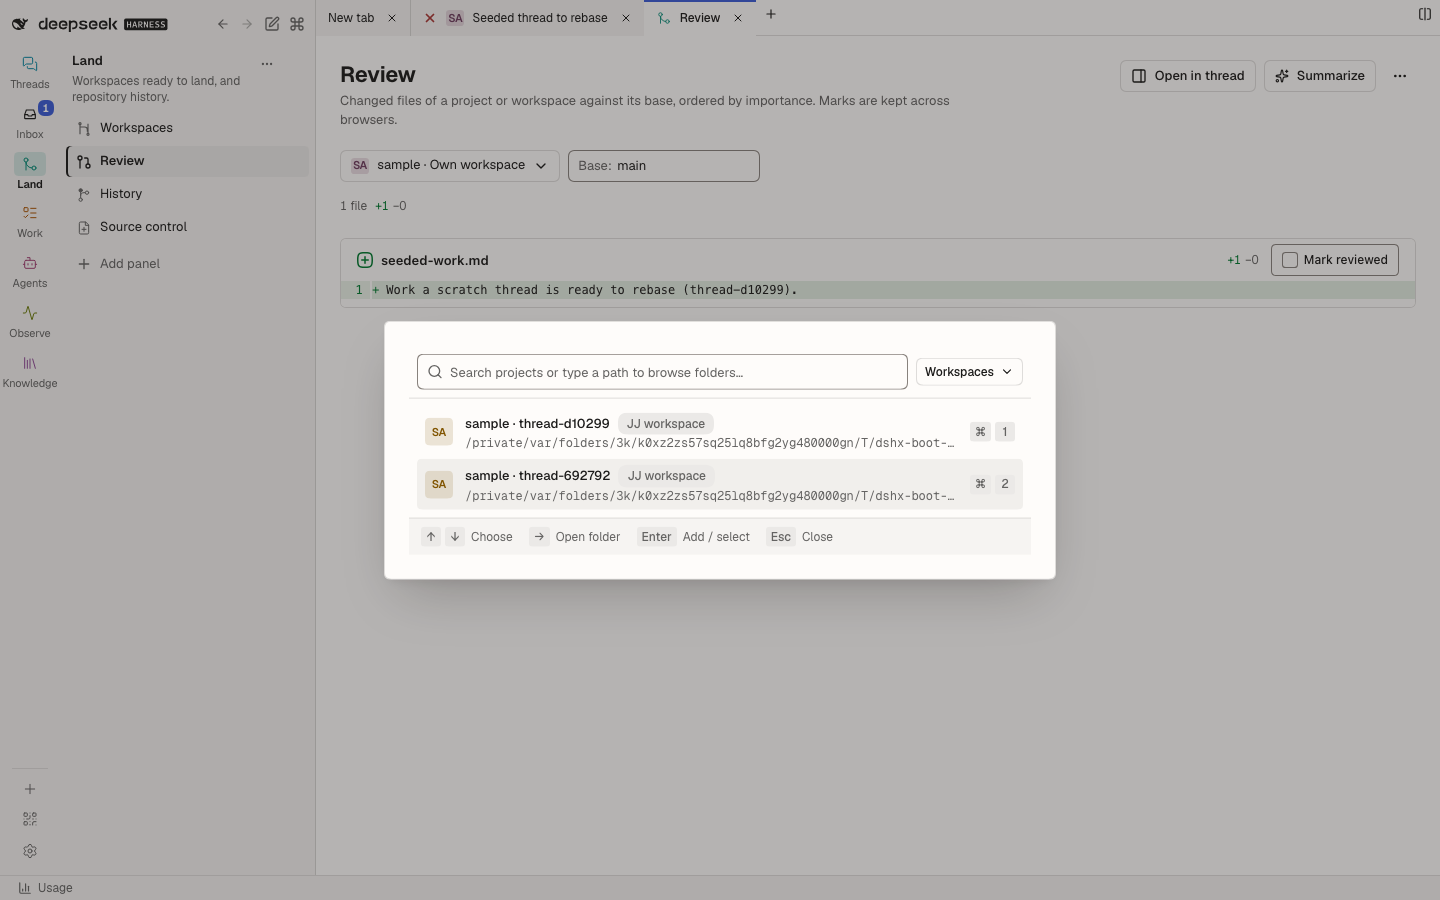 deepseek HARNESS
New tab
SA Seeded thread to rebase
Review
Threads
1
Inbox
Land
Work
Agents
Observe
Knowledge
Land
Workspaces ready to land, and
repository history.
Workspaces
Review
History
Source control
Add panel
Review
Changed files of a project or workspace against its base, ordered by importance. Marks are kept across
browsers.
Open in thread
Summarize
SA sample · Own workspace
Base: main
1 file +1 −0
seeded-work.md
+1 −0
Mark reviewed
1 + Work a scratch thread is ready to rebase (thread-d10299).
Search projects or type a path to browse folders…
Workspaces
SA
sample · thread-d10299 JJ workspace
/private/var/folders/3k/k0xz2zs57sq25lq8bfg2yg480000gn/T/dshx-boot-…
⌘ 1
SA
sample · thread-692792 JJ workspace
/private/var/folders/3k/k0xz2zs57sq25lq8bfg2yg480000gn/T/dshx-boot-…
⌘ 2
↑ ↓ Choose → Open folder Enter Add / select Esc Close
Usage